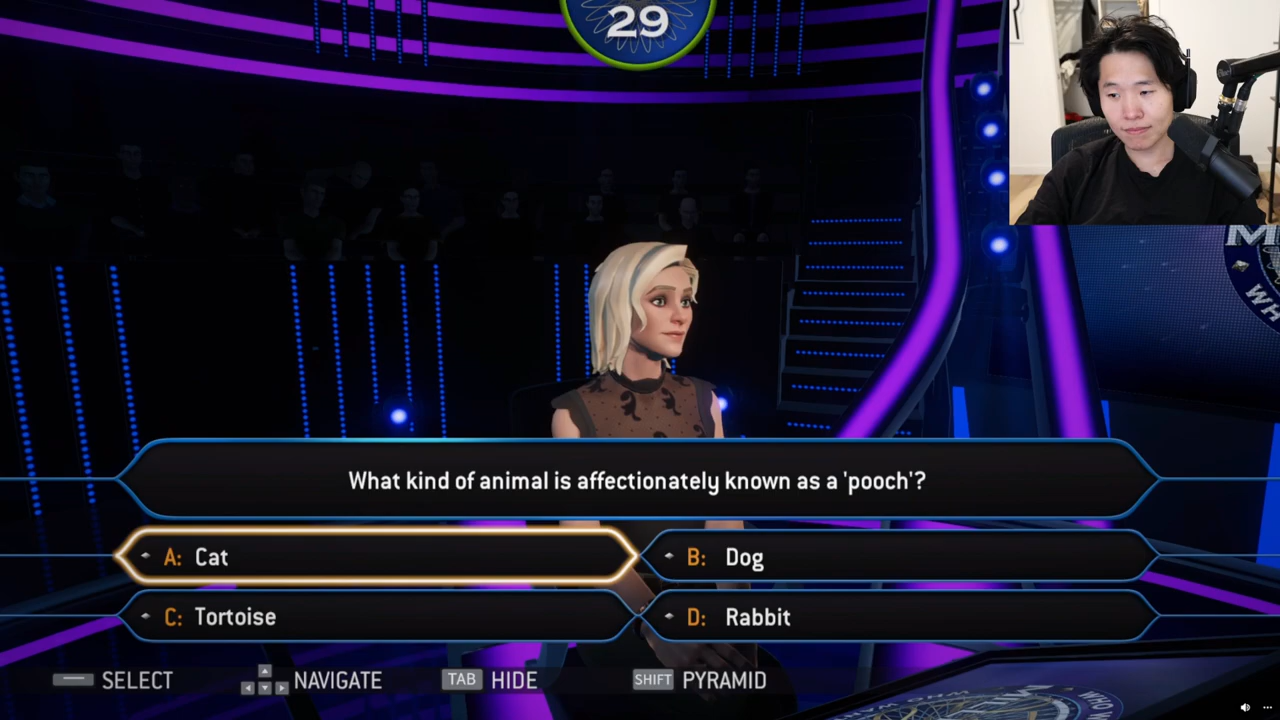 29
What kind of animal is affectionately known as a 'pooch'?
A: Cat
B: Dog
C: Tortoise
D: Rabbit
SELECT
NAVIGATE
TAB HIDE
SHIFT PYRAMID